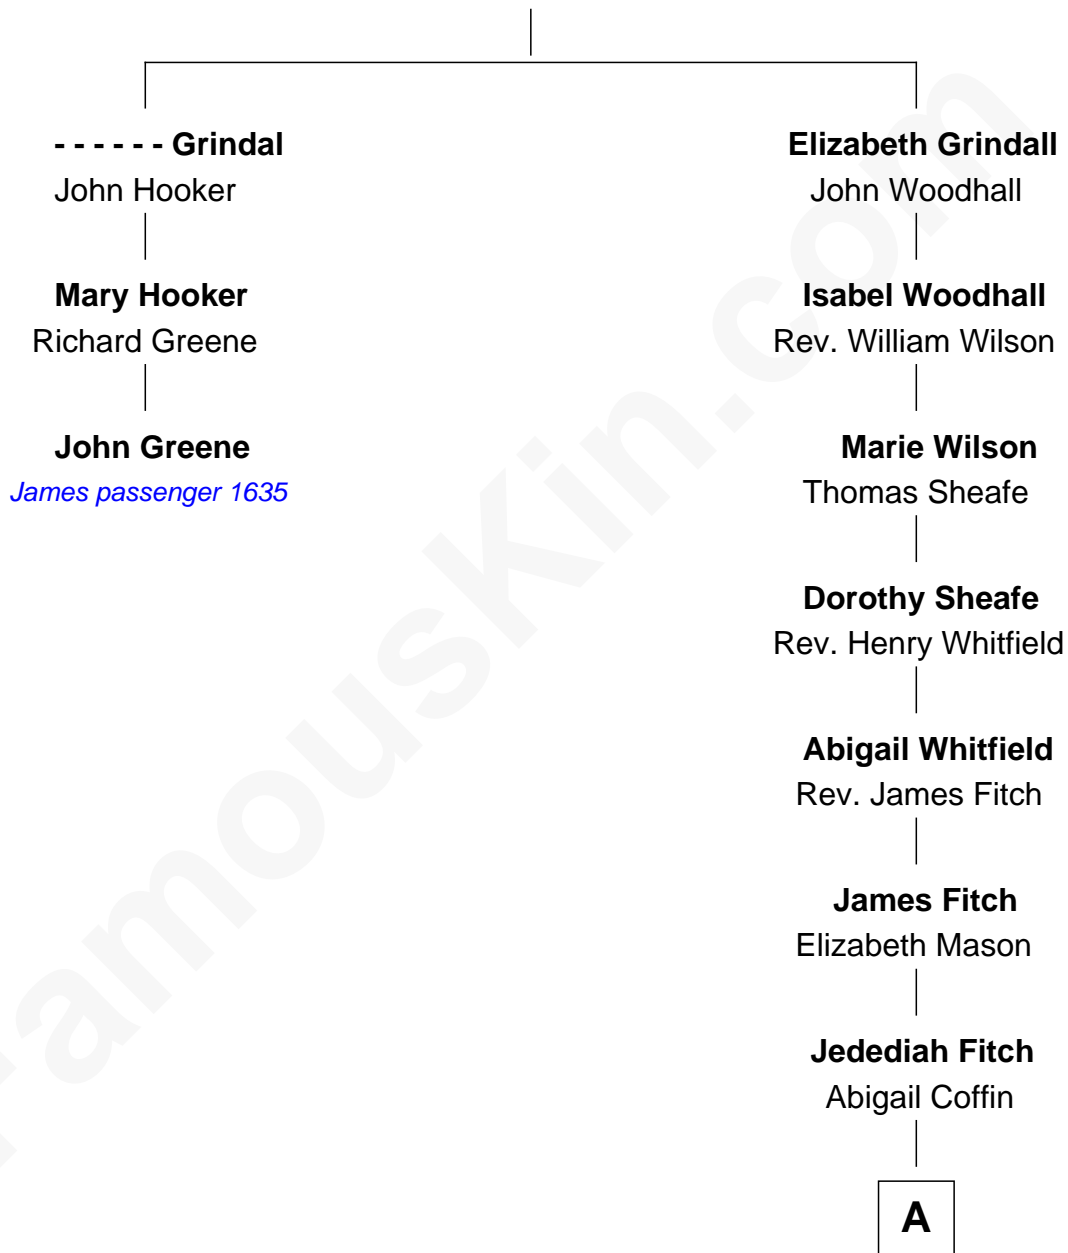 - - - - - - Grindal
John Hooker
Mary Hooker
Richard Greene
John Greene
James passenger 1635
Elizabeth Grindall
John Woodhall
Isabel Woodhall
Rev. William Wilson
Marie Wilson
Thomas Sheafe
Dorothy Sheafe
Rev. Henry Whitfield
Abigail Whitfield
Rev. James Fitch
James Fitch
Elizabeth Mason
Jedediah Fitch
Abigail Coffin
A
FamousKin.com